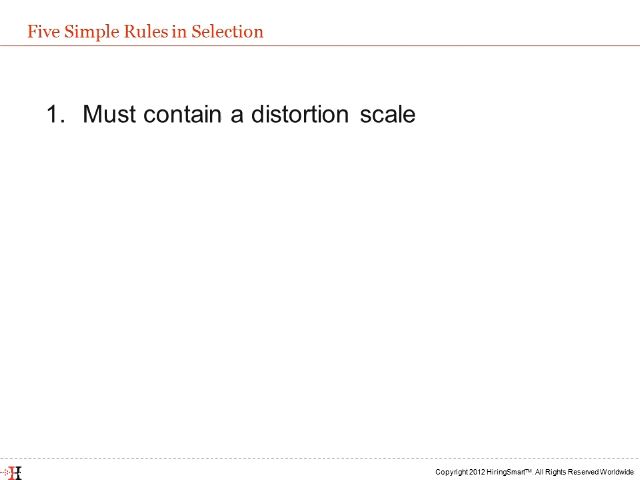 Five Simple Rules in Selection
1. Must contain a distortion scale
H
Copyright 2012 HiringSmart™. All Rights Reserved Worldwide